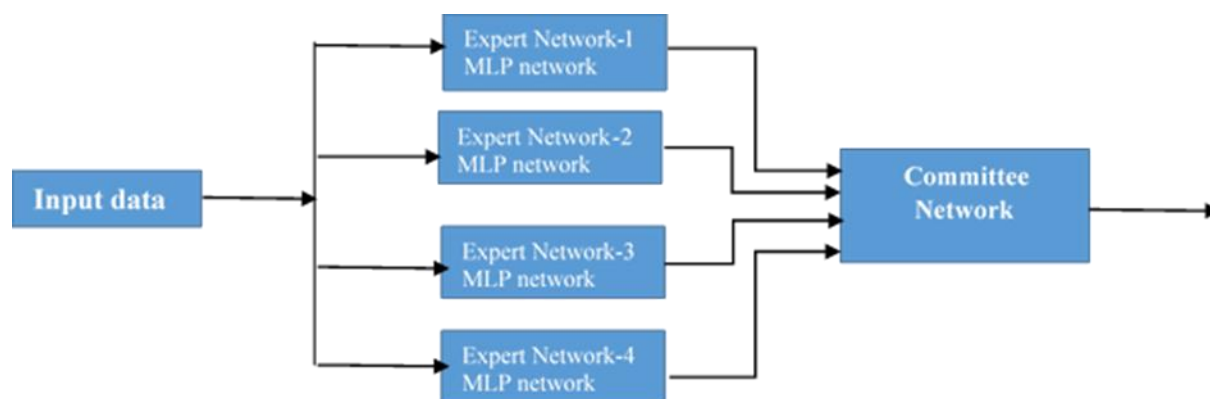 Expert Network-1
MLP network
Expert Network-2
MLP network
Input data
Committee
Network
Expert Network-3
MLP network
Expert Network-4
MLP network